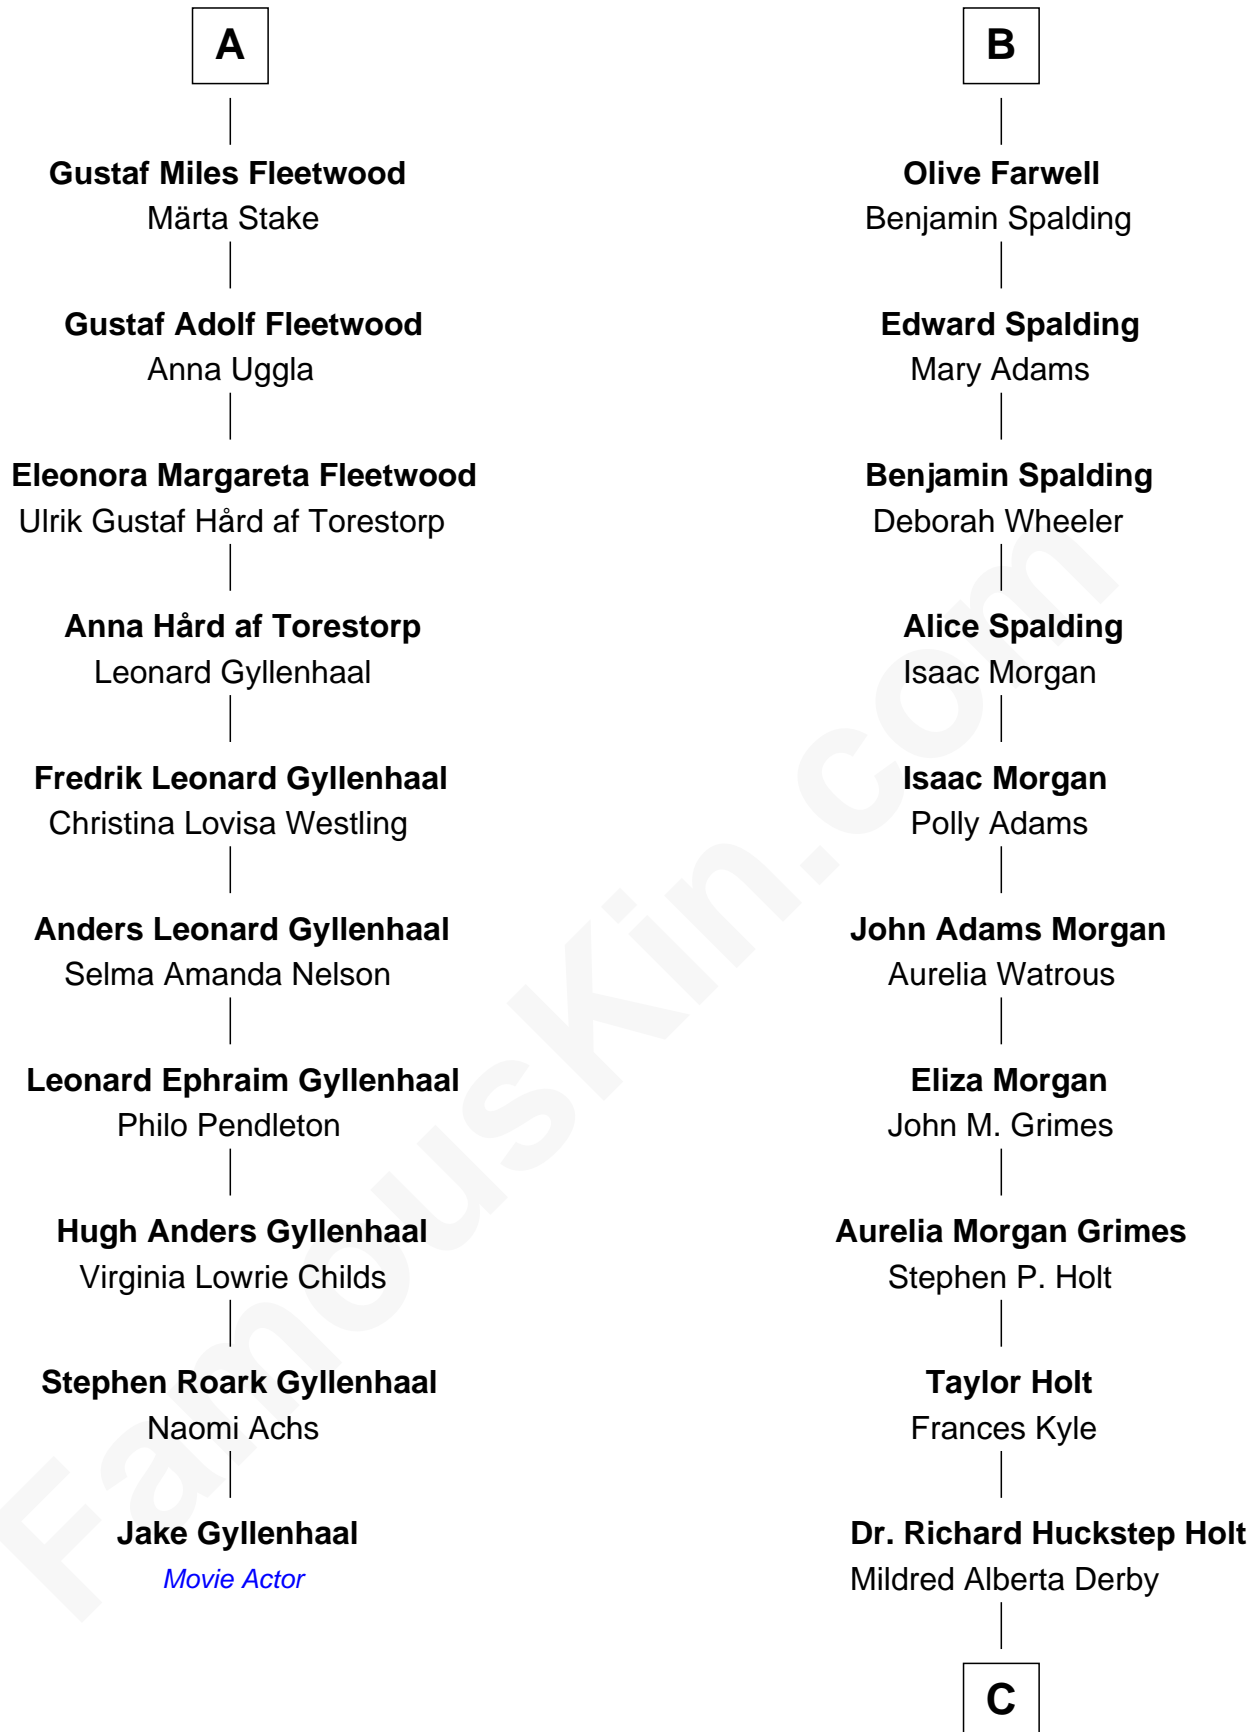 A
Gustaf Miles Fleetwood
Märta Stake
Gustaf Adolf Fleetwood
Anna Uggla
Eleonora Margareta Fleetwood
Ulrik Gustaf Hård af Torestorp
Anna Hård af Torestorp
Leonard Gyllenhaal
Fredrik Leonard Gyllenhaal
Christina Lovisa Westling
Anders Leonard Gyllenhaal
Selma Amanda Nelson
Leonard Ephraim Gyllenhaal
Philo Pendleton
Hugh Anders Gyllenhaal
Virginia Lowrie Childs
Stephen Roark Gyllenhaal
Naomi Achs
Jake Gyllenhaal
Movie Actor
B
Olive Farwell
Benjamin Spalding
Edward Spalding
Mary Adams
Benjamin Spalding
Deborah Wheeler
Alice Spalding
Isaac Morgan
Isaac Morgan
Polly Adams
John Adams Morgan
Aurelia Watrous
Eliza Morgan
John M. Grimes
Aurelia Morgan Grimes
Stephen P. Holt
Taylor Holt
Frances Kyle
Dr. Richard Huckstep Holt
Mildred Alberta Derby
C
FamousKin.com